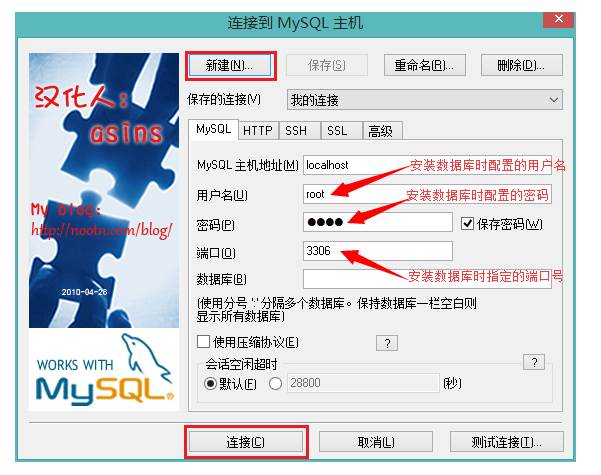 连接到 MySQL 主机
汉化人：
asins
My blog:
http://nootn.com/blog/
2010-04-26
WORKS WITH
MySQL®
新建(N)...
保存(S)
重命名(R)...
删除(D)...
保存的连接(V)
我的连接
MySQL
HTTP
SSH
SSL
高级
MySQL 主机地址(M)
localhost
安装数据库时配置的用户名
用户名(U)
root
安装数据库时配置的密码
密码(P)
●●●●
保存密码(W)
端口(O)
3306
安装数据库时指定的端口号
数据库(B)
(使用分号 ';'分隔多个数据库。保持数据库一栏空白则
显示所有数据库)
使用压缩协议(E)
?
会话空闲超时
?
默认(F)
28800
(秒)
连接(C)
取消(L)
测试连接(T)...